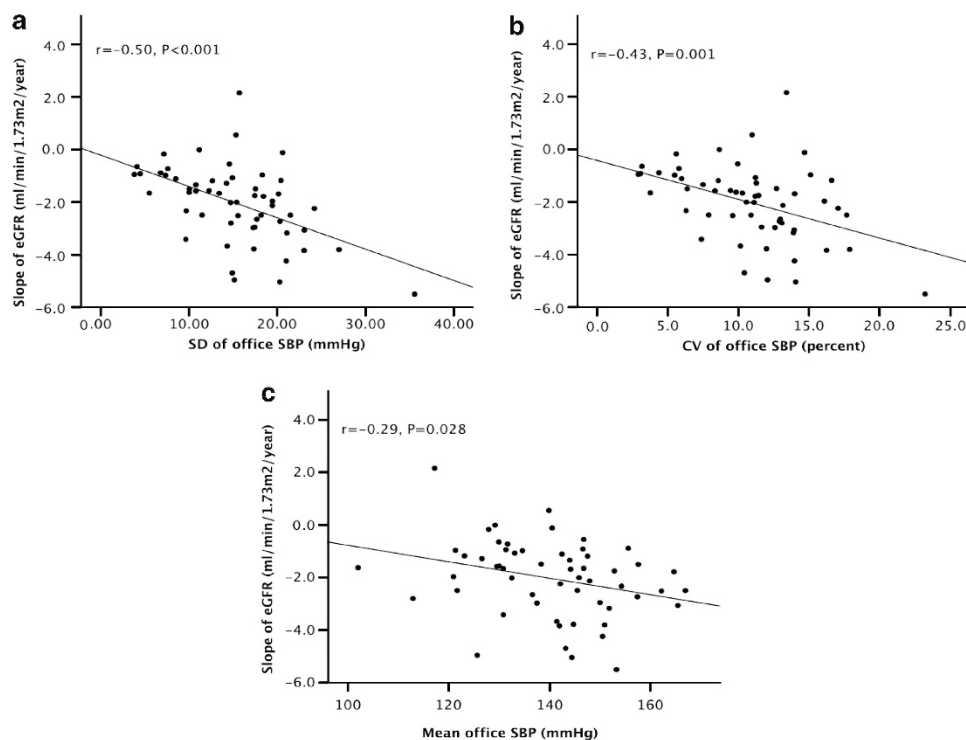 a
r=−0.50, P<0.001
Slope of eGFR (ml/min/1.73m2/year)
4.0
2.0
0.0
−2.0
−4.0
−6.0
0.00 10.00 20.00 30.00 40.00
SD of office SBP (mmHg)
b
r=−0.43, P=0.001
Slope of eGFR (ml/min/1.73m2/year)
4.0
2.0
0.0
−2.0
−4.0
−6.0
0.0 5.0 10.0 15.0 20.0 25.0
CV of office SBP (percent)
c
r=−0.29, P=0.028
Slope of eGFR (ml/min/1.73m2/year)
4.0
2.0
0.0
−2.0
−4.0
−6.0
100 120 140 160
Mean office SBP (mmHg)